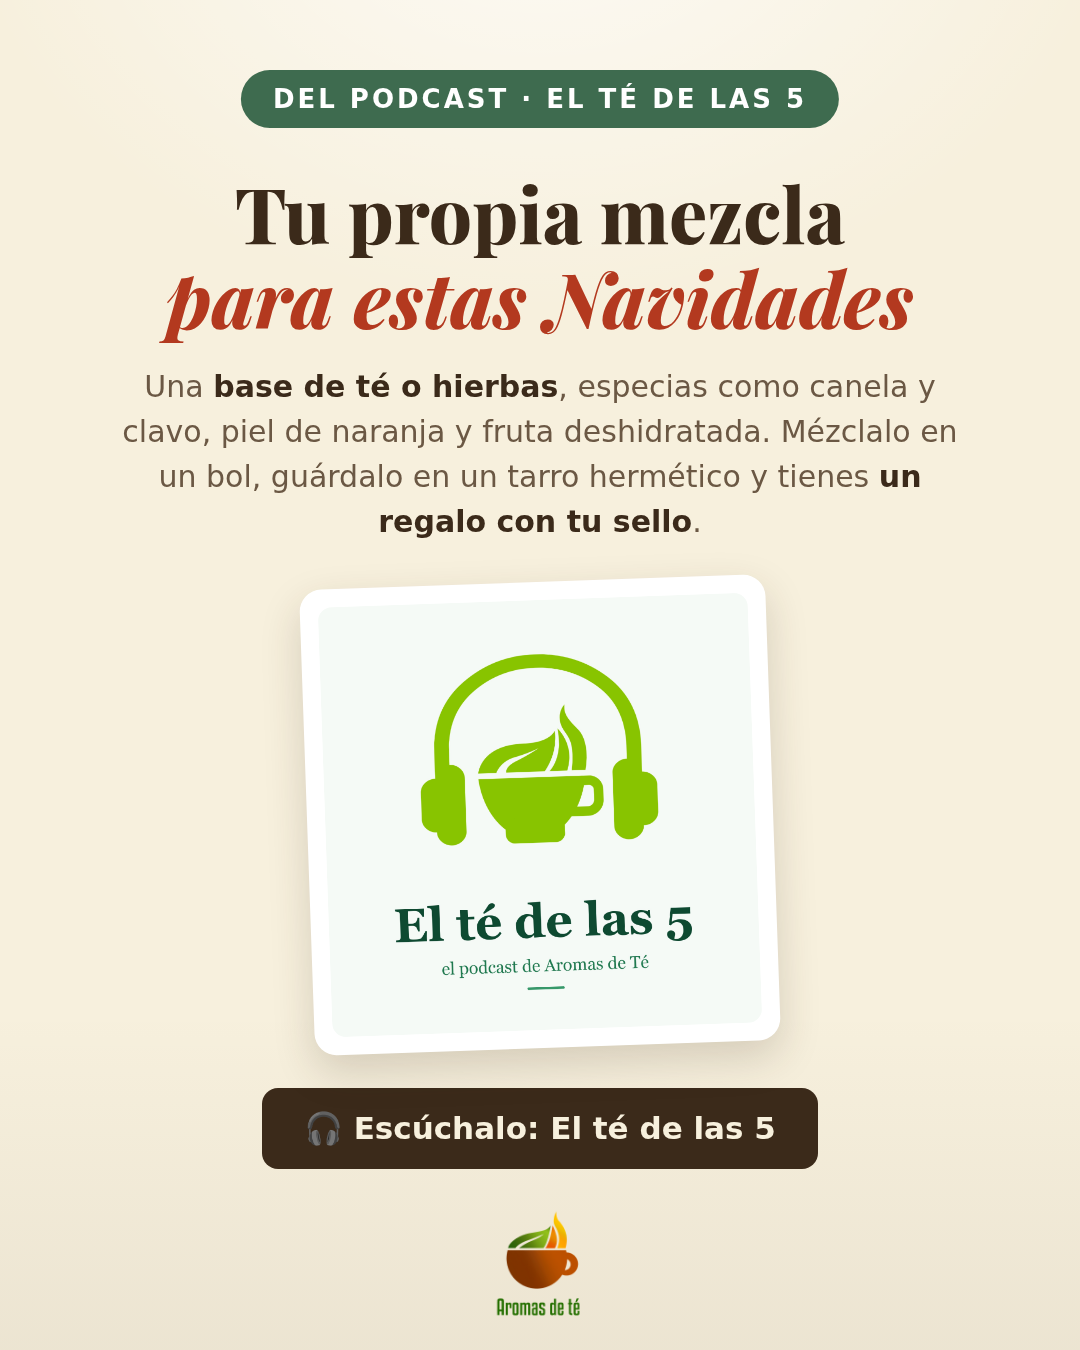 DEL PODCAST · EL TÉ DE LAS 5
Tu propia mezcla
para estas Navidades
Una base de té o hierbas, especias como canela y
clavo, piel de naranja y fruta deshidratada. Mézclalo en
un bol, guárdalo en un tarro hermético y tienes un
regalo con tu sello.
El té de las 5
el podcast de Aromas de Té
🎧 Escúchalo: El té de las 5
Aromas de té